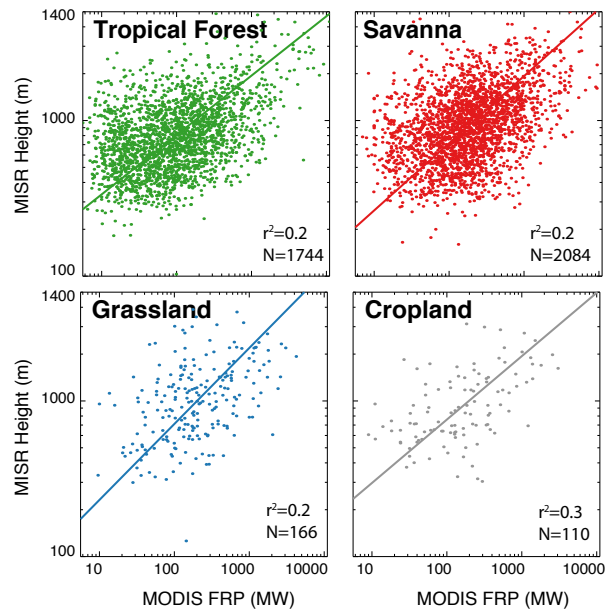 Tropical Forest
Savanna
1400
1000
100
MISR Height (m)
r²=0.2
N=1744
r²=0.2
N=2084
Grassland
Cropland
1400
1000
100
MISR Height (m)
r²=0.2
N=166
r²=0.3
N=110
10 100 1000 10000
10 100 1000 10000
MODIS FRP (MW)
MODIS FRP (MW)